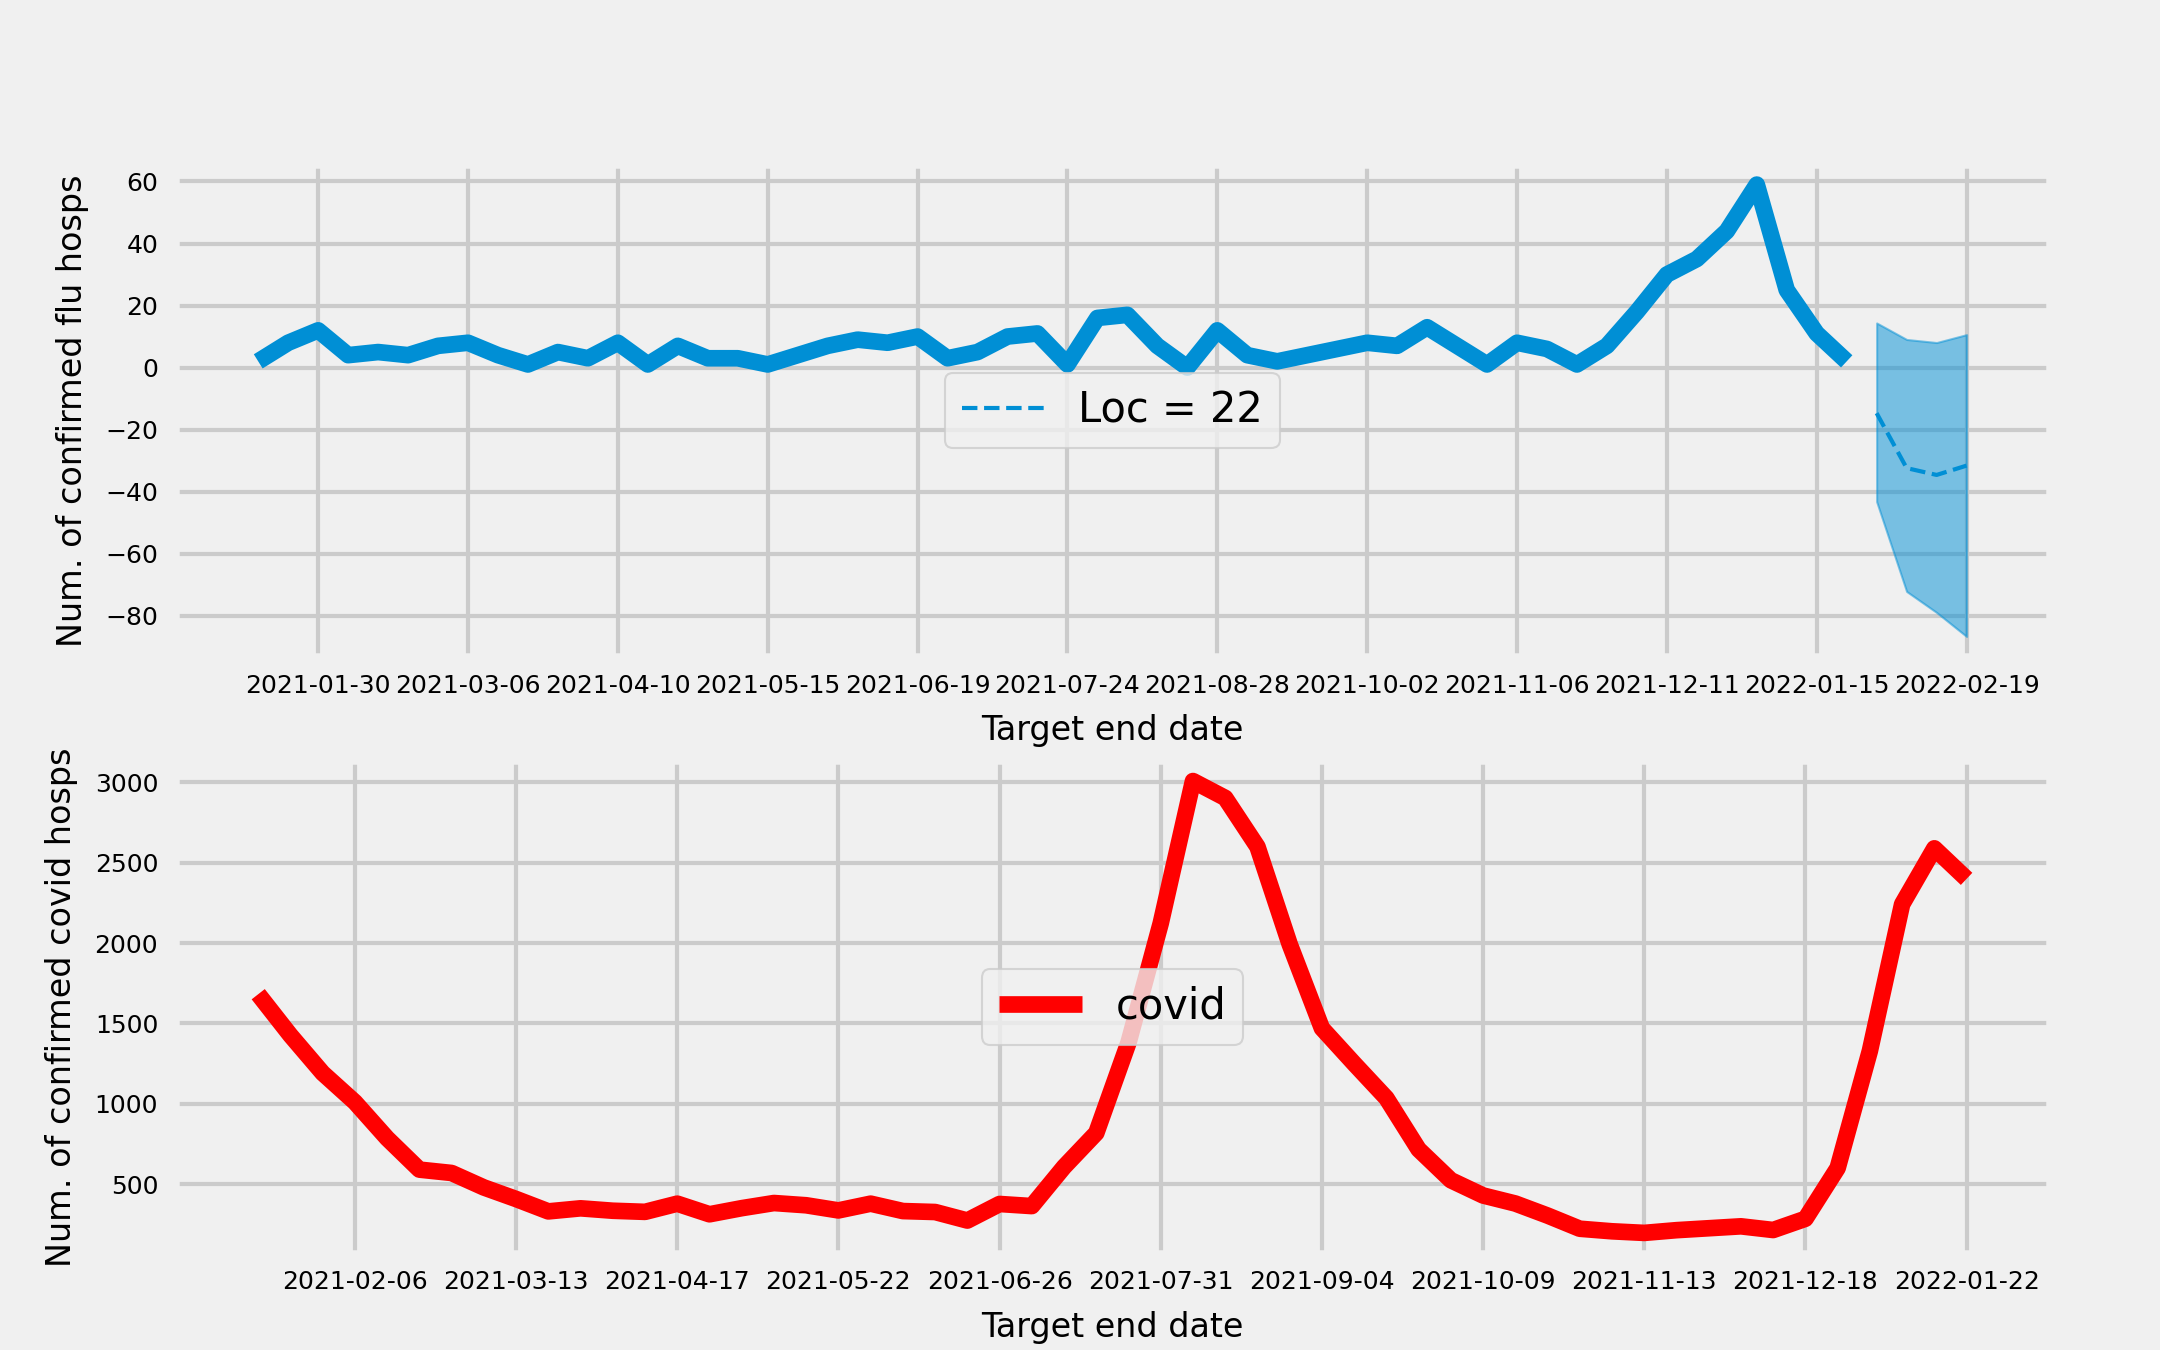 Num. of confirmed flu hosps
60
40
20
0
−20
−40
−60
−80
Loc = 22
2021-01-30 2021-03-06 2021-04-10 2021-05-15 2021-06-19 2021-07-24 2021-08-28 2021-10-02 2021-11-06 2021-12-11 2022-01-15 2022-02-19
Target end date
Num. of confirmed covid hosps
3000
2500
2000
1500
1000
500
covid
2021-02-06 2021-03-13 2021-04-17 2021-05-22 2021-06-26 2021-07-31 2021-09-04 2021-10-09 2021-11-13 2021-12-18 2022-01-22
Target end date